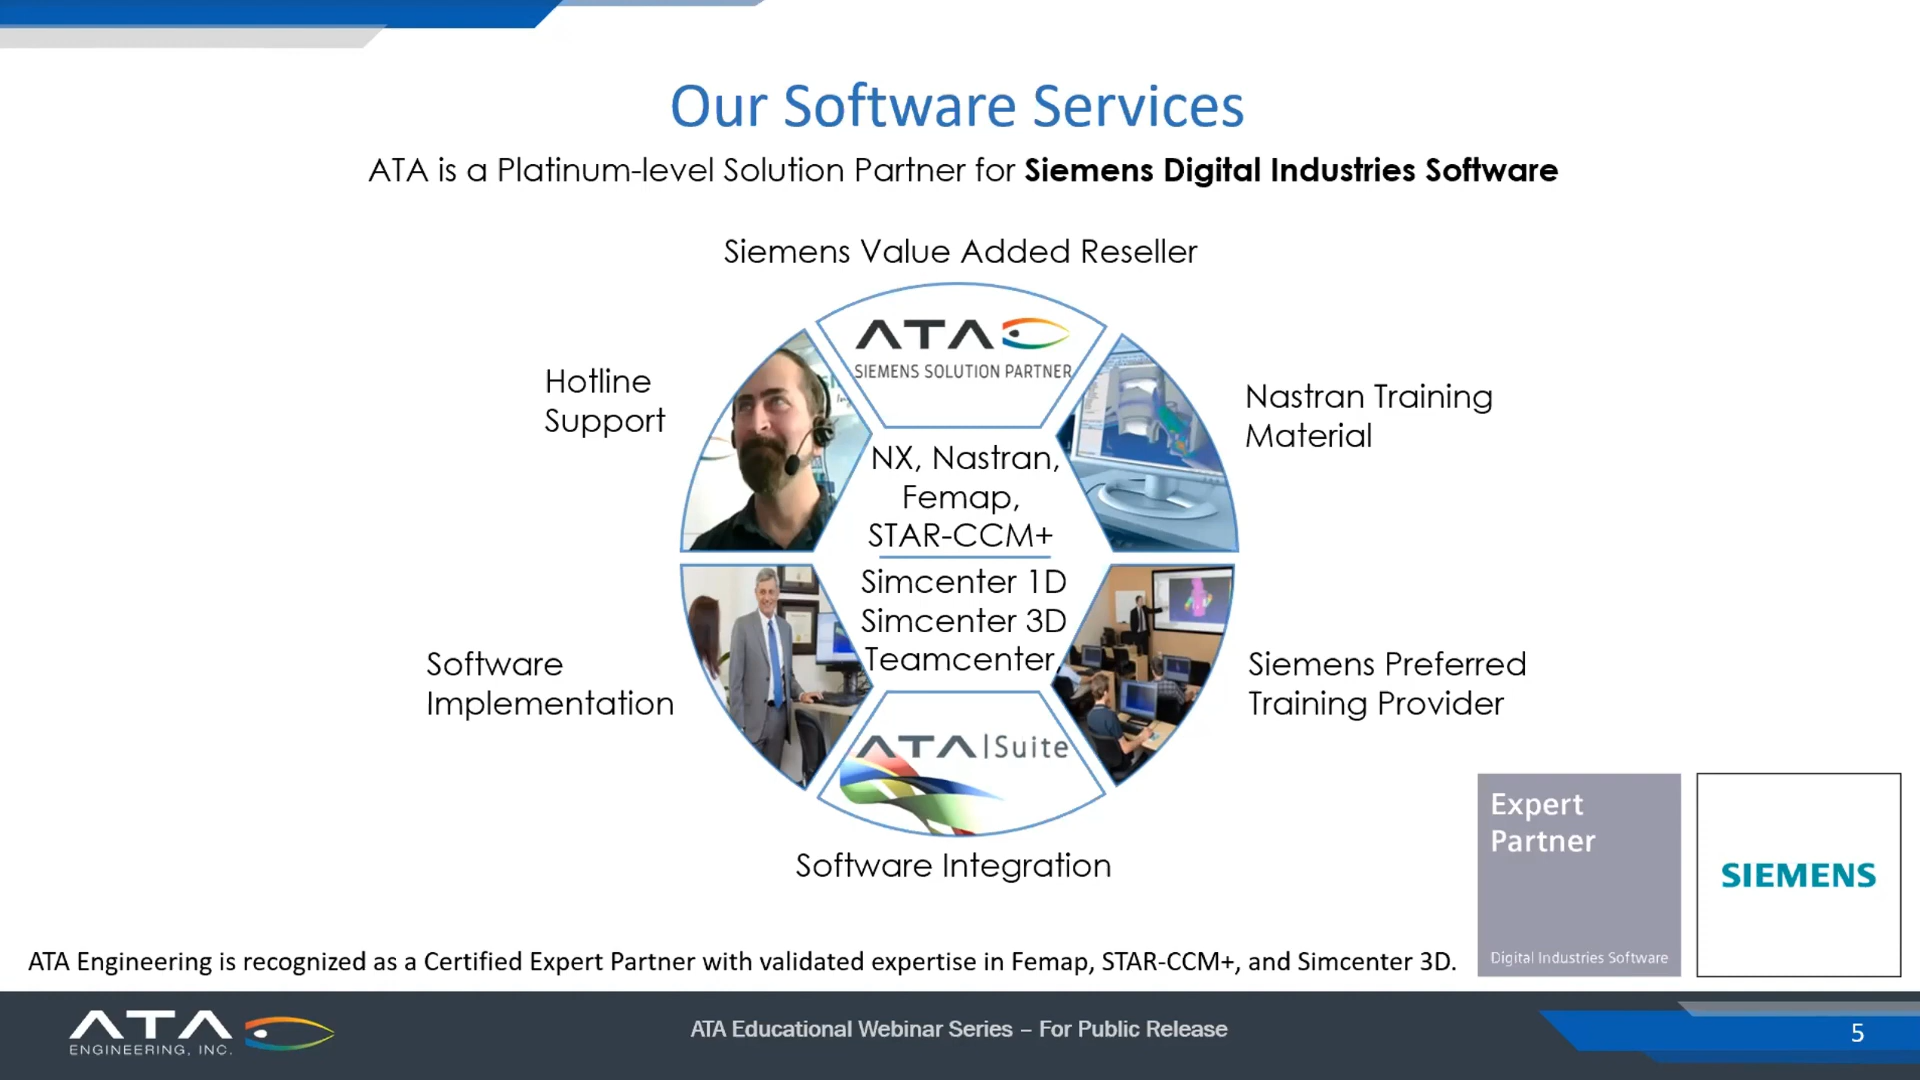 Our Software Services
ATA is a Platinum-level Solution Partner for Siemens Digital Industries Software
Siemens Value Added Reseller
ATA
SIEMENS SOLUTION PARTNER
Hotline
Support
Nastran Training
Material
NX, Nastran,
Femap,
STAR-CCM+
Simcenter 1D
Simcenter 3D
Teamcenter
Software
Implementation
Siemens Preferred
Training Provider
ATA|Suite
Software Integration
Expert
Partner
Digital Industries Software
SIEMENS
ATA Engineering is recognized as a Certified Expert Partner with validated expertise in Femap, STAR-CCM+, and Simcenter 3D.
ATA
ENGINEERING, INC.
ATA Educational Webinar Series – For Public Release
5